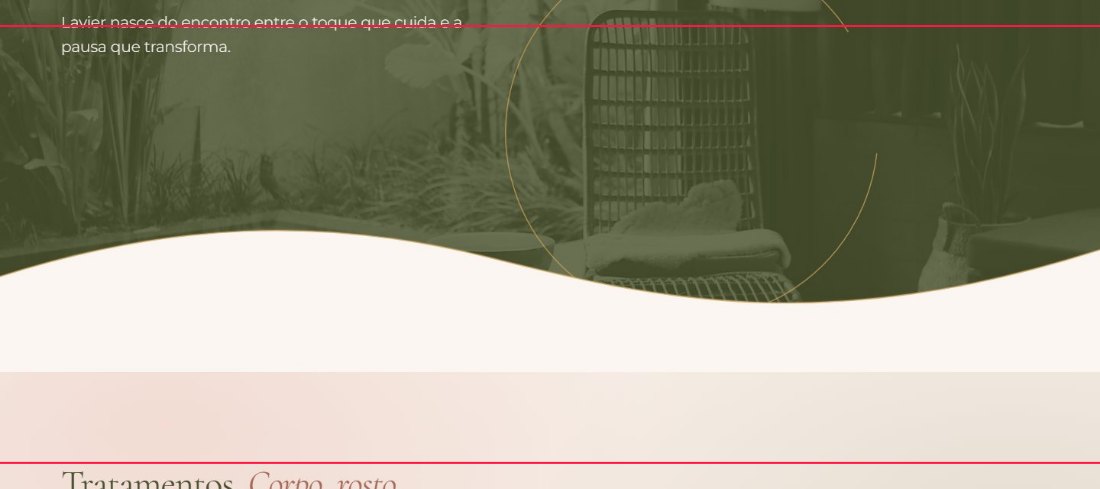 Lavier nasce do encontro entre o toque que cuida e a
pausa que transforma.
Tratamentos. Corpo, rosto